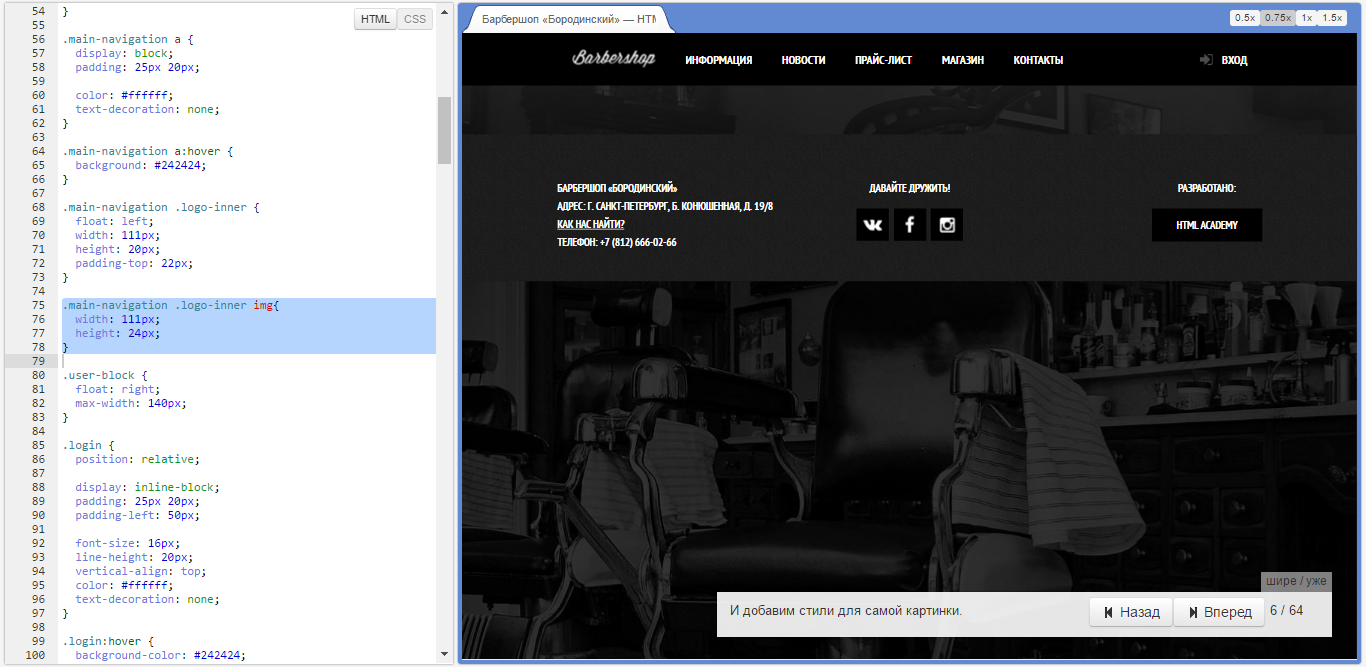 54 }
55
56 .main-navigation a {
57 display: block;
58 padding: 25px 20px;
59
60 color: #ffffff;
61 text-decoration: none;
62 }
63
64 .main-navigation a:hover {
65 background: #242424;
66 }
67
68 .main-navigation .logo-inner {
69 float: left;
70 width: 111px;
71 height: 20px;
72 padding-top: 22px;
73 }
74
75 .main-navigation .logo-inner img{
76 width: 111px;
77 height: 24px;
78 }
79
80 .user-block {
81 float: right;
82 max-width: 140px;
83 }
84
85 .login {
86 position: relative;
87
88 display: inline-block;
89 padding: 25px 20px;
90 padding-left: 50px;
91
92 font-size: 16px;
93 line-height: 20px;
94 vertical-align: top;
95 color: #ffffff;
96 text-decoration: none;
97 }
98
99 .login:hover {
100 background-color: #242424;
HTML CSS
Барбершоп «Бородинский» — HTM
0.5x 0.75x 1x 1.5x
Barbershop ИНФОРМАЦИЯ НОВОСТИ ПРАЙС-ЛИСТ МАГАЗИН КОНТАКТЫ ВХОД
БАРБЕРШОП «БОРОДИНСКИЙ»
АДРЕС: Г. САНКТ-ПЕТЕРБУРГ, Б. КОНЮШЕННАЯ, Д. 19/8
КАК НАС НАЙТИ?
ТЕЛЕФОН: +7 (812) 666-02-66
ДАВАЙТЕ ДРУЖИТЬ!
РАЗРАБОТАНО:
HTML ACADEMY
шире / уже
И добавим стили для самой картинки.
Назад Вперед 6 / 64